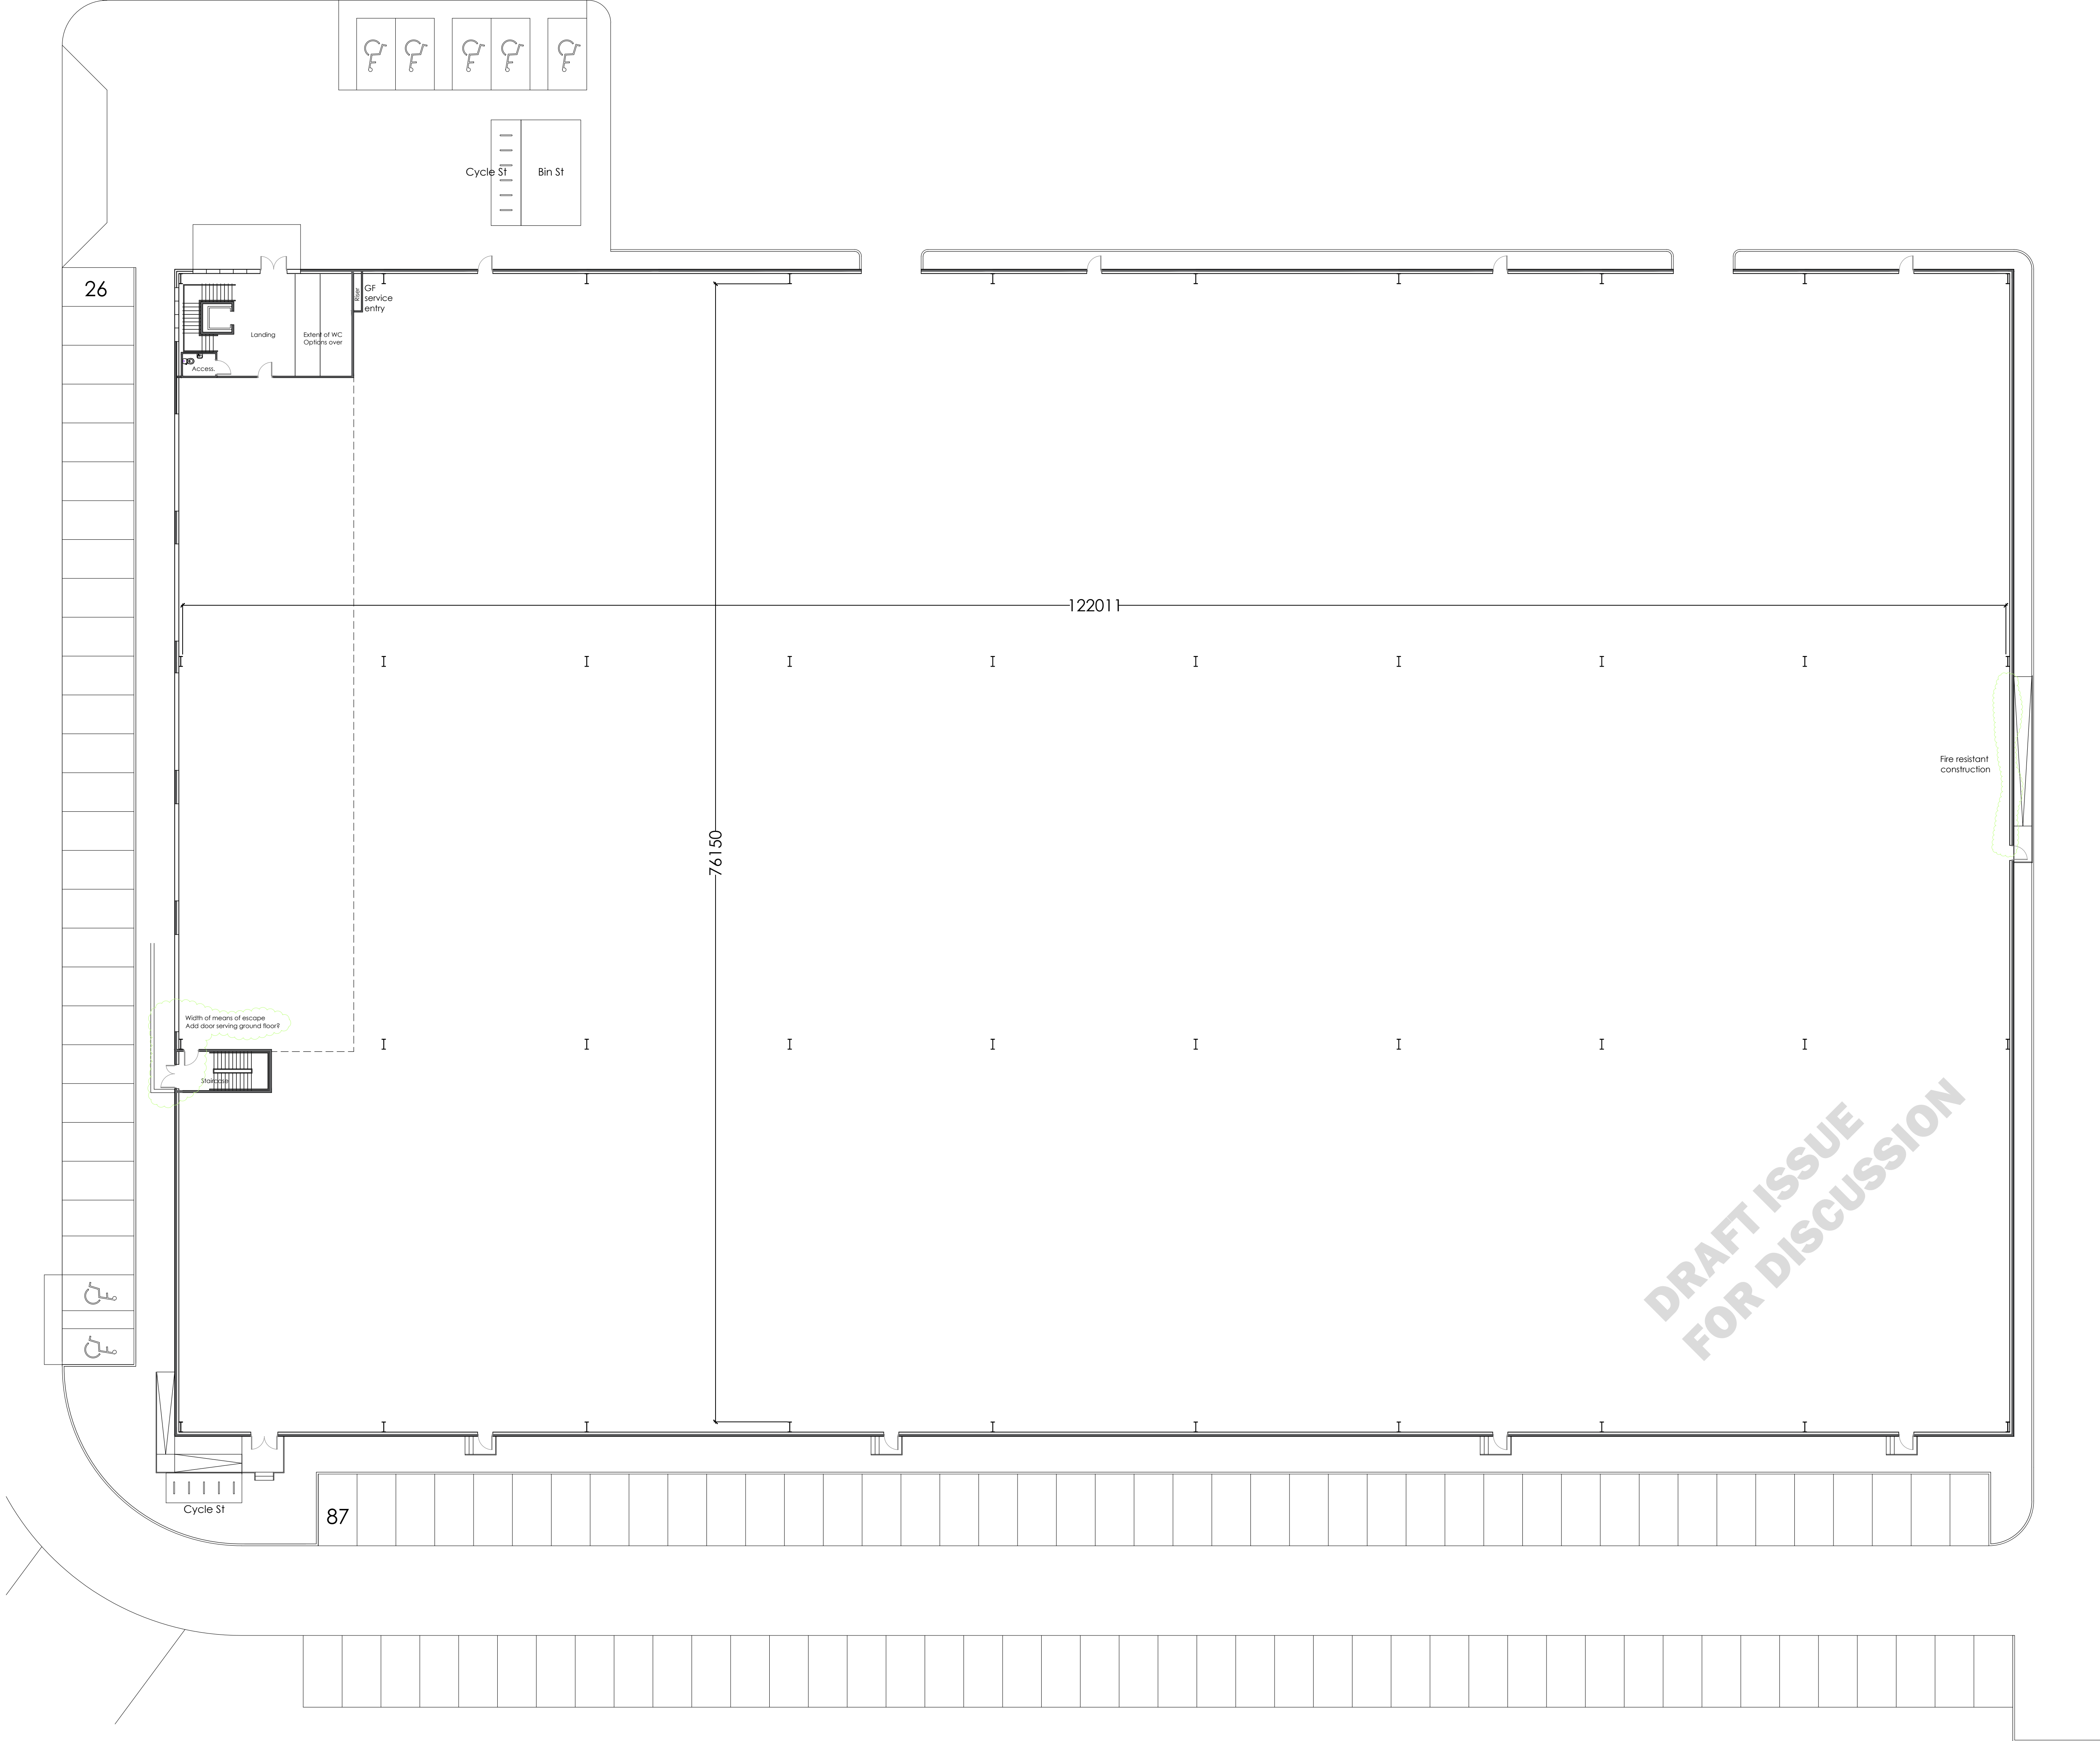 Cycle St
Bin St
26
GF
service
entry
Riser
Landing
Extent of WC
Options over
Access.
122011
76150
Fire resistant
construction
Width of means of escape
Add door serving ground floor?
Staircase
DRAFT ISSUE
FOR DISCUSSION
Cycle St
87